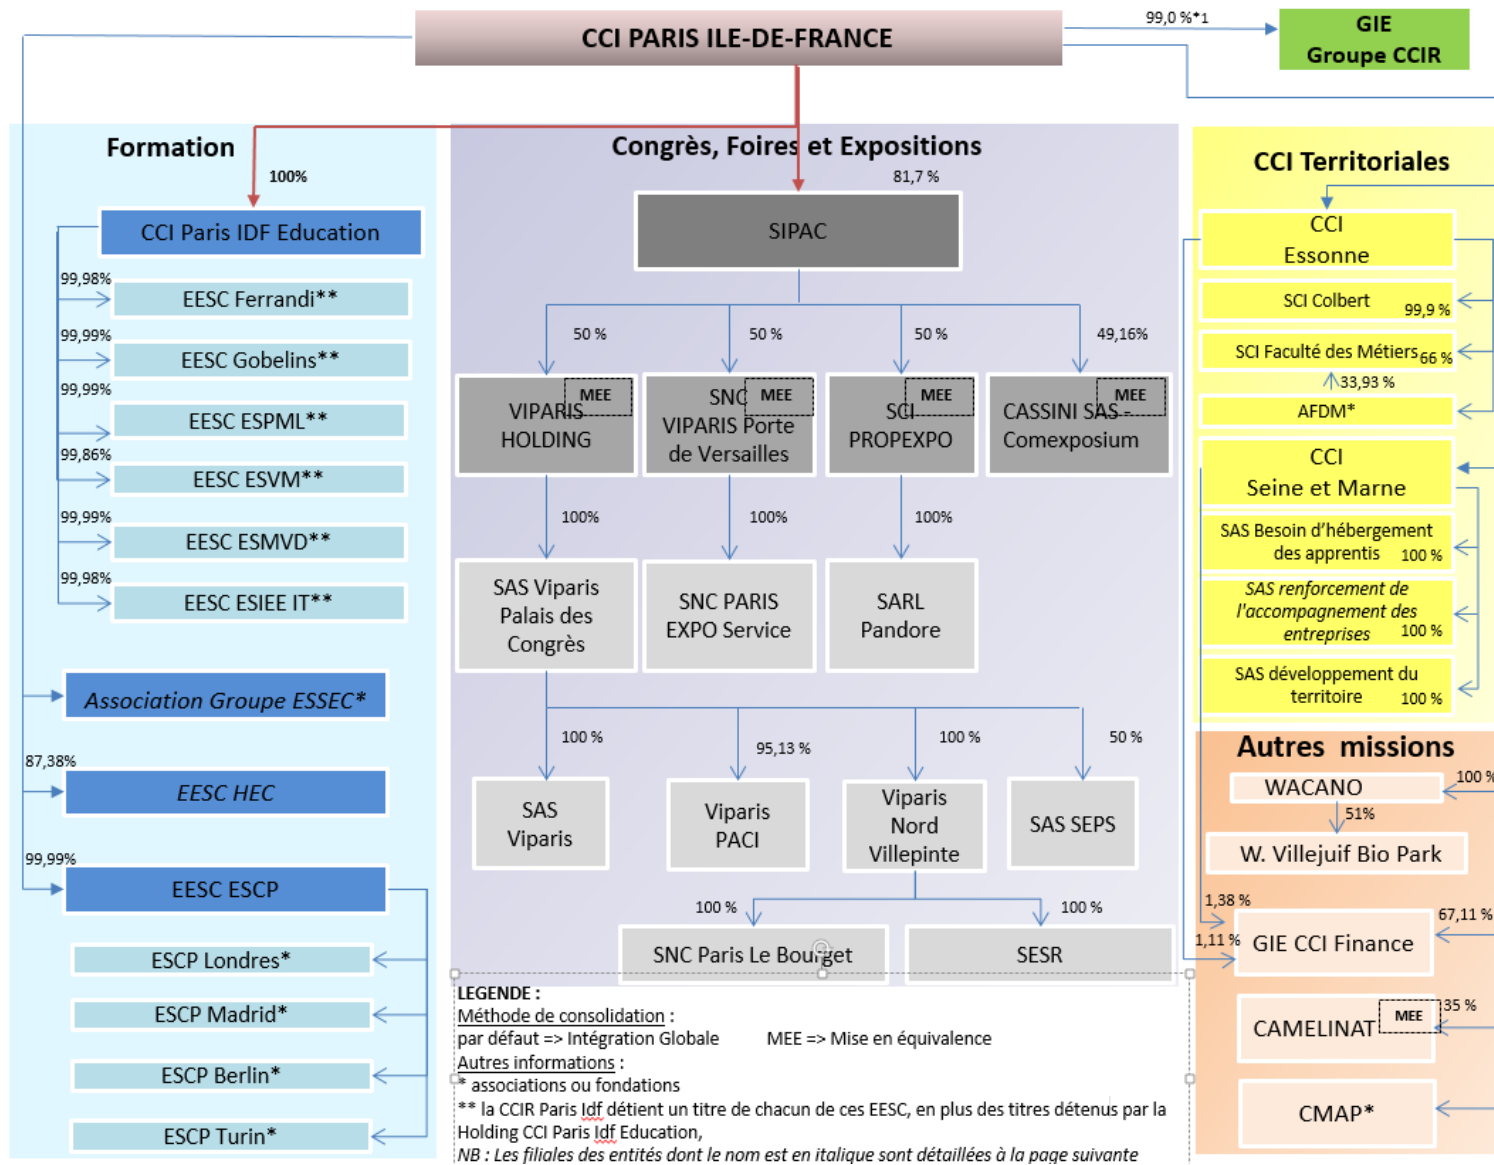 CCI PARIS ILE-DE-FRANCE
99,0 %*1
GIE
Groupe CCIR
Formation
100%
CCI Paris IDF Education
99,98%
EESC Ferrandi**
99,99%
EESC Gobelins**
99,99%
EESC ESPML**
99,86%
EESC ESVM**
99,99%
EESC ESMVD**
99,98%
EESC ESIEE IT**
Association Groupe ESSEC*
87,38%
EESC HEC
99,99%
EESC ESCP
ESCP Londres*
ESCP Madrid*
ESCP Berlin*
ESCP Turin*
Congrès, Foires et Expositions
81,7 %
SIPAC
50 %
50 %
50 %
49,16%
MEE
VIPARIS
HOLDING
MEE
SNC
VIPARIS Porte
de Versailles
MEE
SCI
PROPEXPO
MEE
CASSINI SAS -
Comexposium
100%
100%
100%
SAS Viparis
Palais des
Congrès
SNC PARIS
EXPO Service
SARL
Pandore
100 %
95,13 %
100 %
50 %
SAS
Viparis
Viparis
PACI
Viparis
Nord
Villepinte
SAS SEPS
100 %
100 %
SNC Paris Le Bourget
SESR
LEGENDE :
Méthode de consolidation :
par défaut => Intégration Globale MEE => Mise en équivalence
Autres informations :
* associations ou fondations
** la CCIR Paris Idf détient un titre de chacun de ces EESC, en plus des titres détenus par la
Holding CCI Paris Idf Education,
NB : Les filiales des entités dont le nom est en italique sont détaillées à la page suivante
CCI Territoriales
CCI
Essonne
SCI Colbert
99,9 %
SCI Faculté des Métiers
66 %
33,93 %
AFDM*
CCI
Seine et Marne
SAS Besoin d'hébergement
des apprentis
100 %
SAS renforcement de
l'accompagnement des
entreprises
100 %
SAS développement du
territoire
100 %
Autres missions
WACANO
100 %
51%
W. Villejuif Bio Park
1,38 %
67,11 %
1,11 %
GIE CCI Finance
35 %
MEE
CAMELINAT
CMAP*